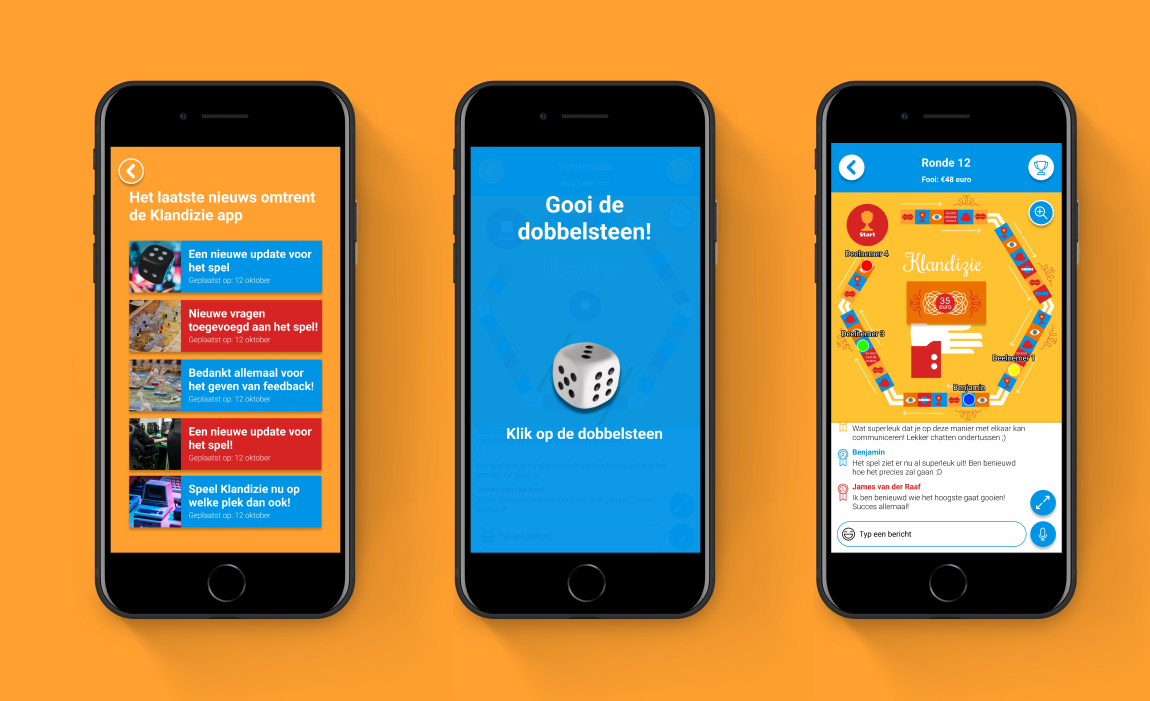 Het laatste nieuws omtrent
de Klandizie app
Een nieuwe update voor
het spel
Geplaatst op: 12 oktober
Nieuwe vragen
toegevoegd aan het spel!
Geplaatst op: 12 oktober
Bedankt allemaal voor
het geven van feedback!
Geplaatst op: 12 oktober
Een nieuwe update voor
het spel!
Geplaatst op: 12 oktober
Speel Klandizie nu op
welke plek dan ook!
Geplaatst op: 12 oktober
Gooi de
dobbelsteen!
Klik op de dobbelsteen
Typ een bericht
Ronde 12
Fooi: €48 euro
Start
Deelnemer 4
Klandizie
35
euro
Deelnemer 3
Deelnemer 1
Benjamin
Wat superleuk dat je op deze manier met elkaar kan
communiceren! Lekker chatten ondertussen ;)
Benjamin
Het spel ziet er nu al superleuk uit! Ben benieuwd
hoe het precies zal gaan :D
James van der Raaf
Ik ben benieuwd wie het hoogste gaat gooien!
Succes allemaal!
Typ een bericht